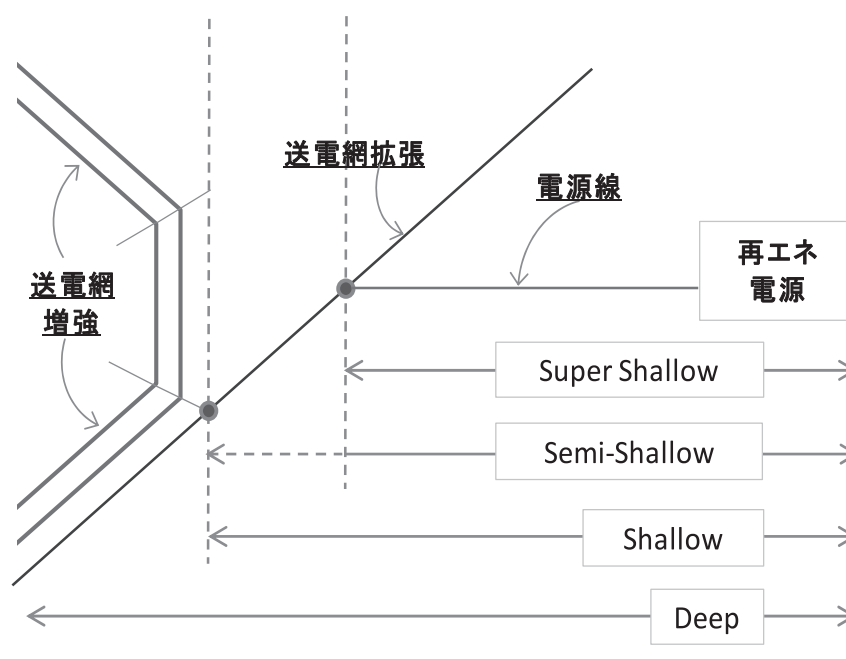 送電網拡張
電源線
再エネ
電源
送電網
増強
Super Shallow
Semi-Shallow
Shallow
Deep